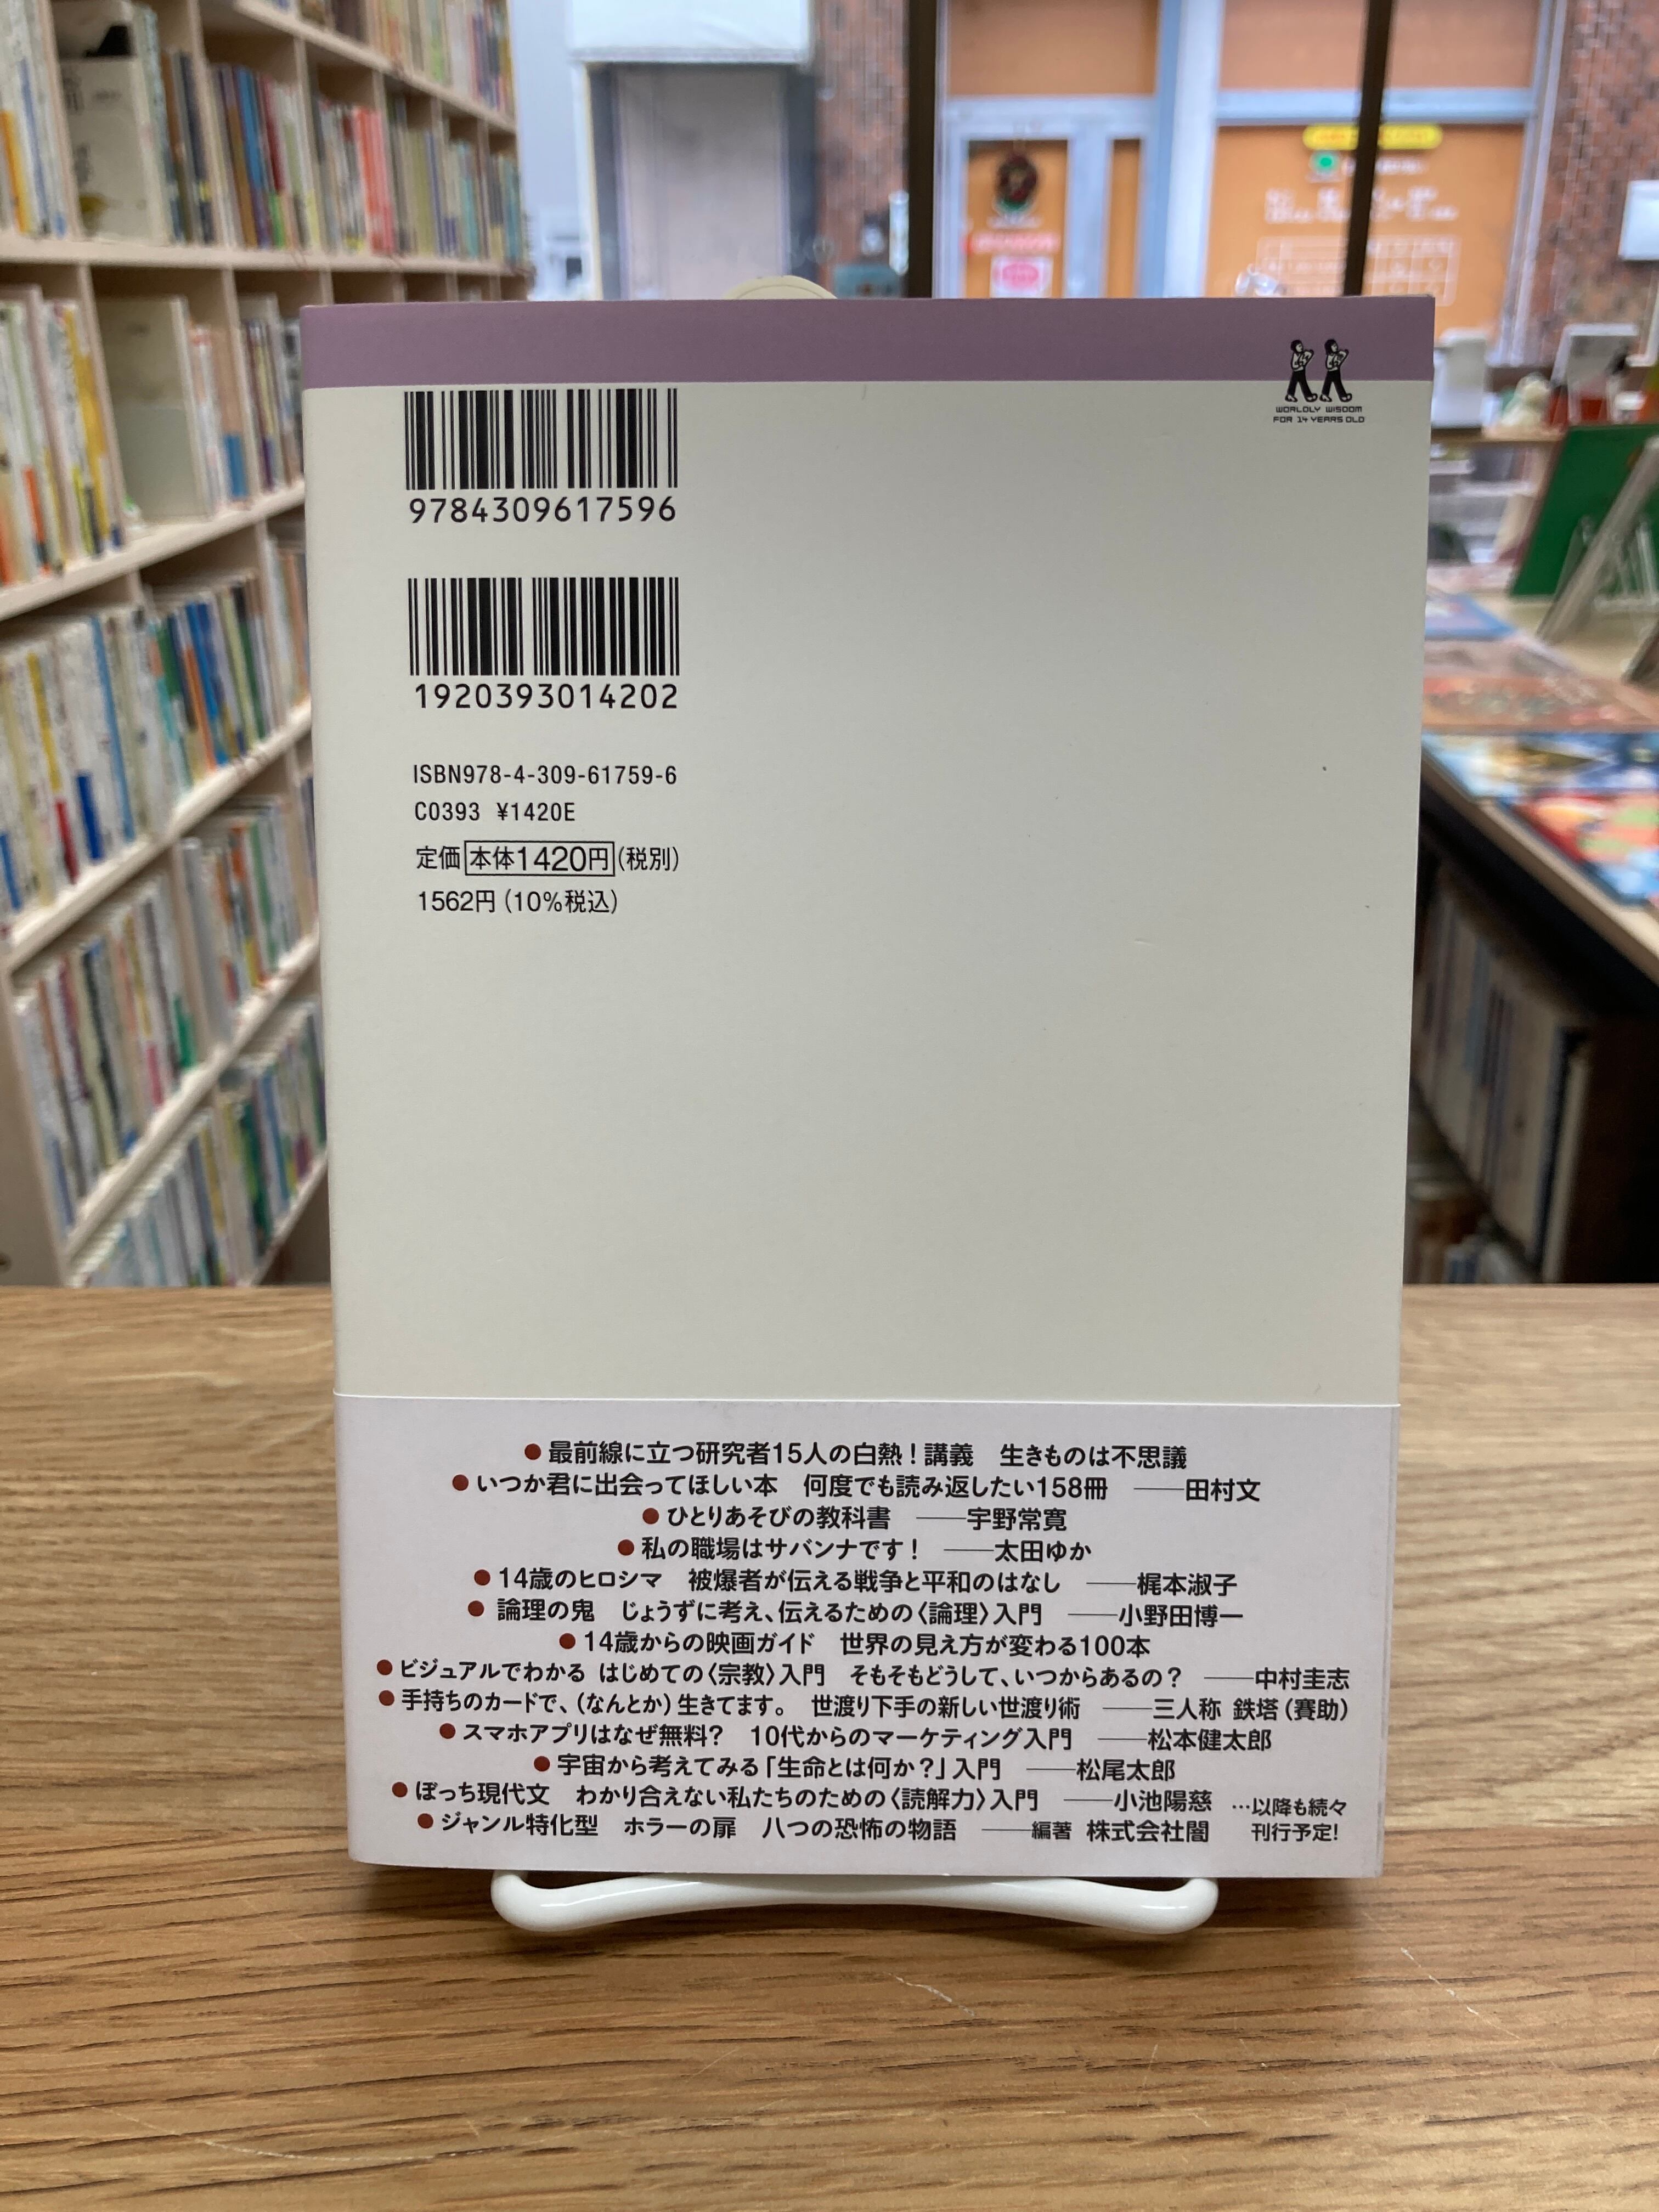 WORLDLY WISDOM
FOR 14 YEARS OLD
9784309617596
1920393014202
ISBN978-4-309-61759-6
C0393 ¥1420E
定価 本体1420円(税別)
1562円(10%税込)
●最前線に立つ研究者15人の白熱!講義 生きものは不思議
●いつか君に出会ってほしい本 何度でも読み返したい158冊 ——田村文
●ひとりあそびの教科書 ——宇野常寛
●私の職場はサバンナです! ——太田ゆか
●14歳のヒロシマ 被爆者が伝える戦争と平和のはなし ——梶本淑子
●論理の鬼 じょうずに考え、伝えるための〈論理〉入門 ——小野田博一
●14歳からの映画ガイド 世界の見え方が変わる100本
●ビジュアルでわかる はじめての〈宗教〉入門 そもそもどうして、いつからあるの? ——中村圭志
●手持ちのカードで、(なんとか)生きてます。 世渡り下手の新しい世渡り術 ——三人称 鉄塔(賽助)
●スマホアプリはなぜ無料? 10代からのマーケティング入門 ——松本健太郎
●宇宙から考えてみる「生命とは何か?」入門 ——松尾太郎
●ぼっち現代文 わかり合えない私たちのための〈読解力〉入門 ——小池陽慈
●ジャンル特化型 ホラーの扉 八つの恐怖の物語 ——編著 株式会社闇
…以降も続々
刊行予定!